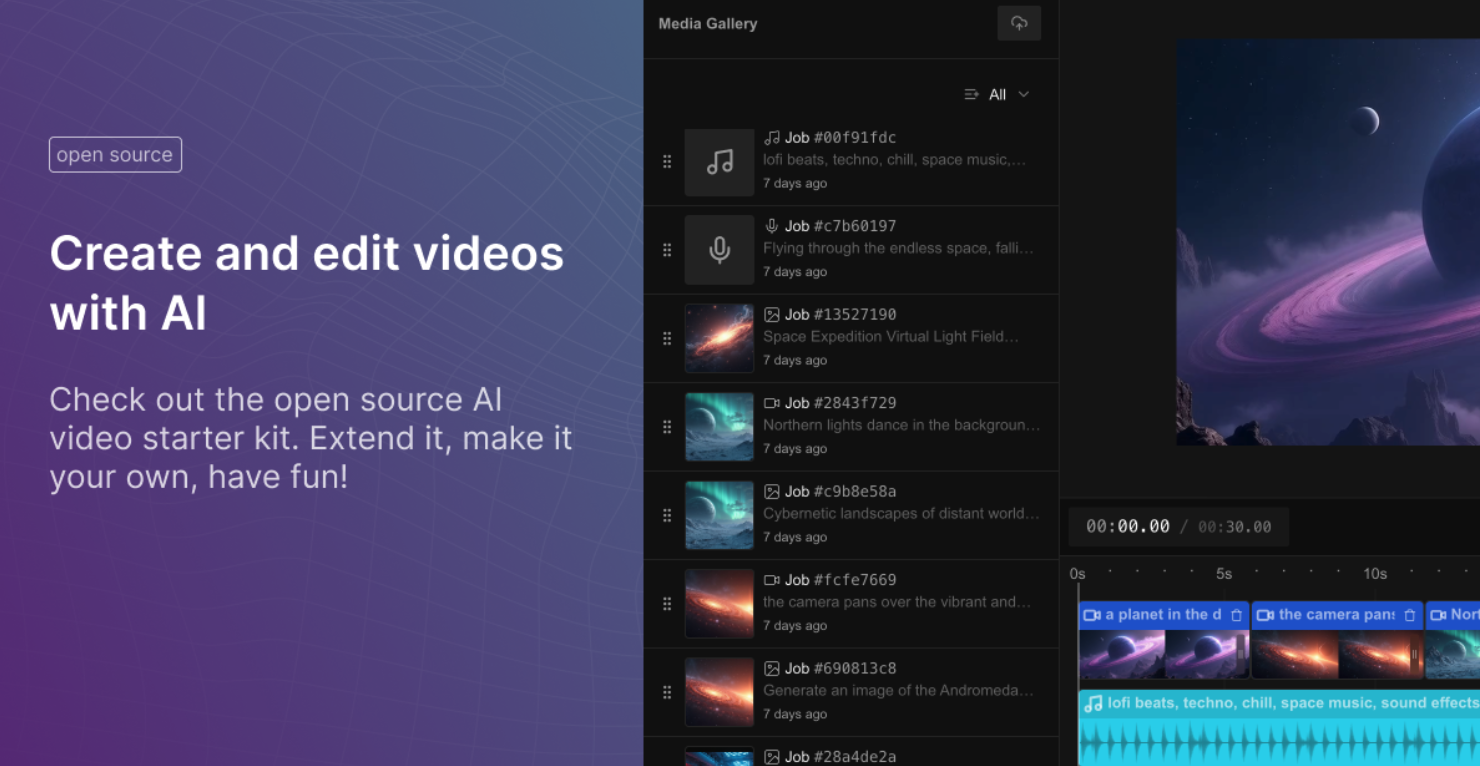 open source
Create and edit videos
with AI
Check out the open source AI
video starter kit. Extend it, make it
your own, have fun!
Media Gallery
All
Job #00f91fdc
lofi beats, techno, chill, space music,...
7 days ago
Job #c7b60197
Flying through the endless space, falli...
7 days ago
Job #13527190
Space Expedition Virtual Light Field...
7 days ago
Job #2843f729
Northern lights dance in the backgroun...
7 days ago
Job #c9b8e58a
Cybernetic landscapes of distant world...
7 days ago
Job #fcfe7669
the camera pans over the vibrant and...
7 days ago
Job #690813c8
Generate an image of the Andromeda...
7 days ago
Job #28a4de2a
00:00.00 / 00:30.00
0s 5s 10s
a planet in the d the camera pans Nort
lofi beats, techno, chill, space music, sound effects